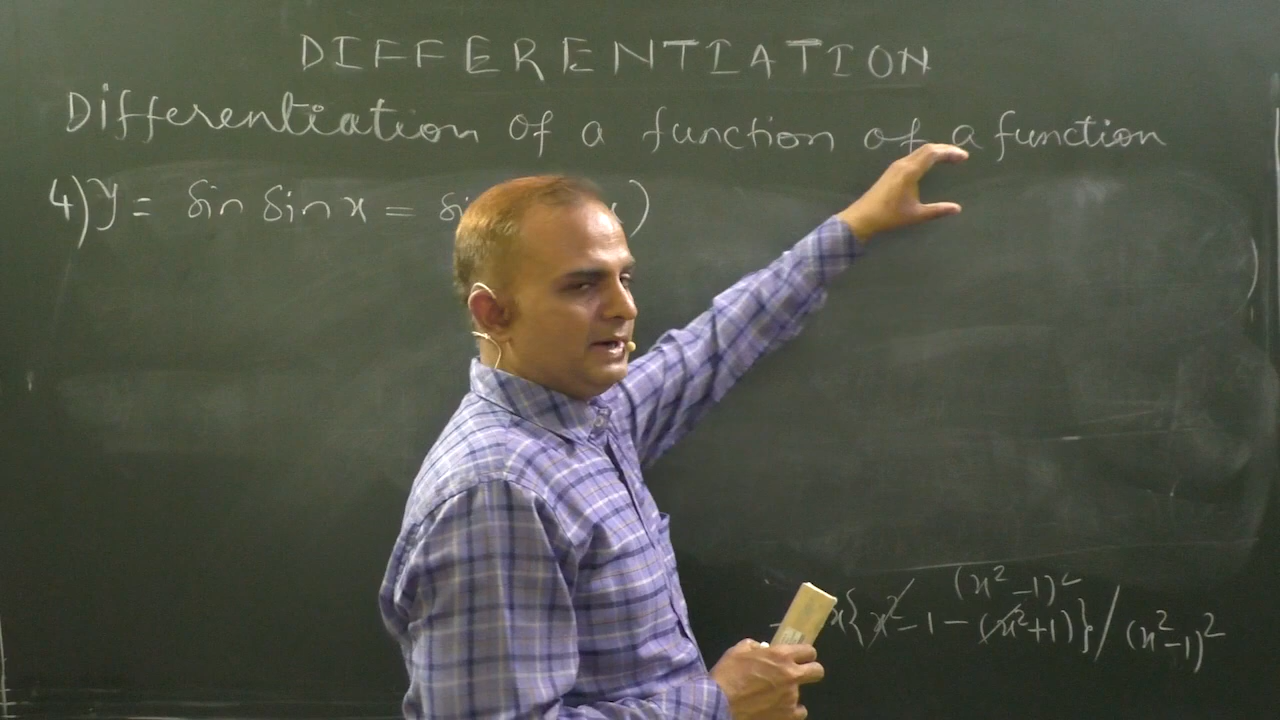 DIFFERENTIATION
Differentiation of a function of a function
4) y = sin sin x = si )
(x²-1)²
x{x²-1-(x²+1)}/(x²-1)²